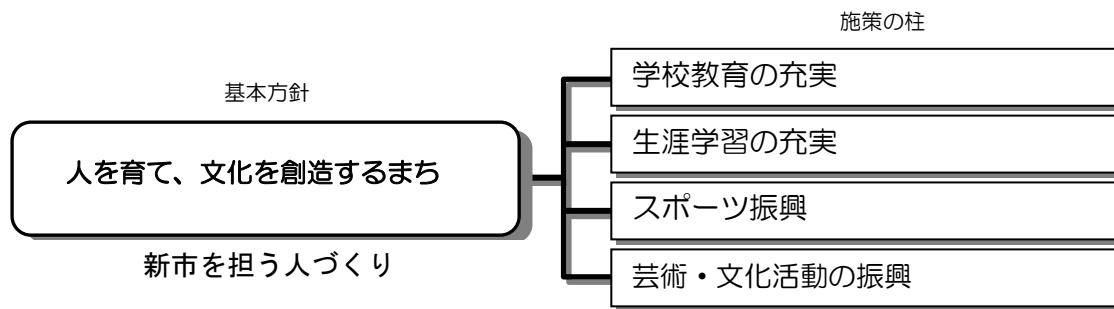 施策の柱
基本方針
人を育て、文化を創造するまち
新市を担う人づくり
学校教育の充実
生涯学習の充実
スポーツ振興
芸術・文化活動の振興